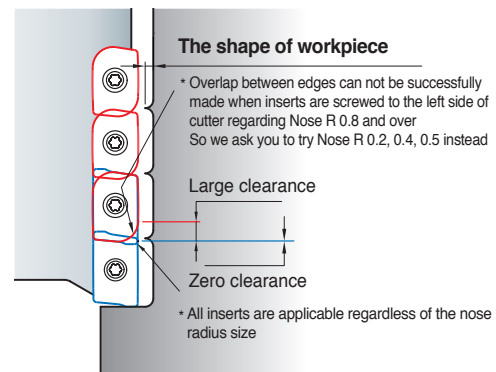 The shape of workpiece
* Overlap between edges can not be successfully
made when inserts are screwed to the left side of
cutter regarding Nose R 0.8 and over
So we ask you to try Nose R 0.2, 0.4, 0.5 instead
Large clearance
Zero clearance
* All inserts are applicable regardless of the nose
radius size